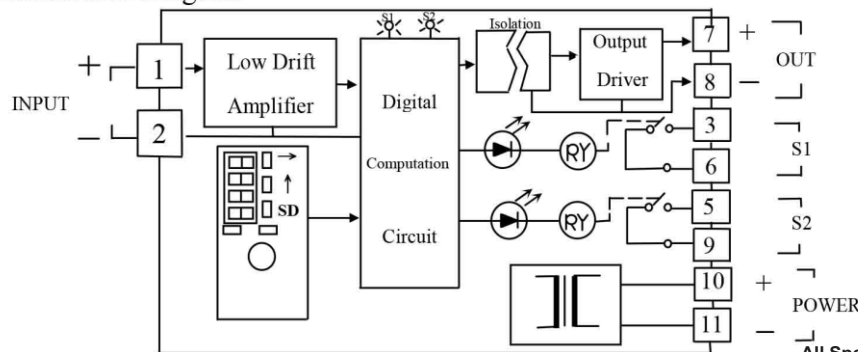 S1 S2
Isolation
1
Low Drift
Amplifier
Output
Driver
7 +
OUT
8 −
+
INPUT
−
2
Digital
Computation
Circuit
3
S1
6
RY
SD
5
S2
9
RY
10 +
POWER
11 −